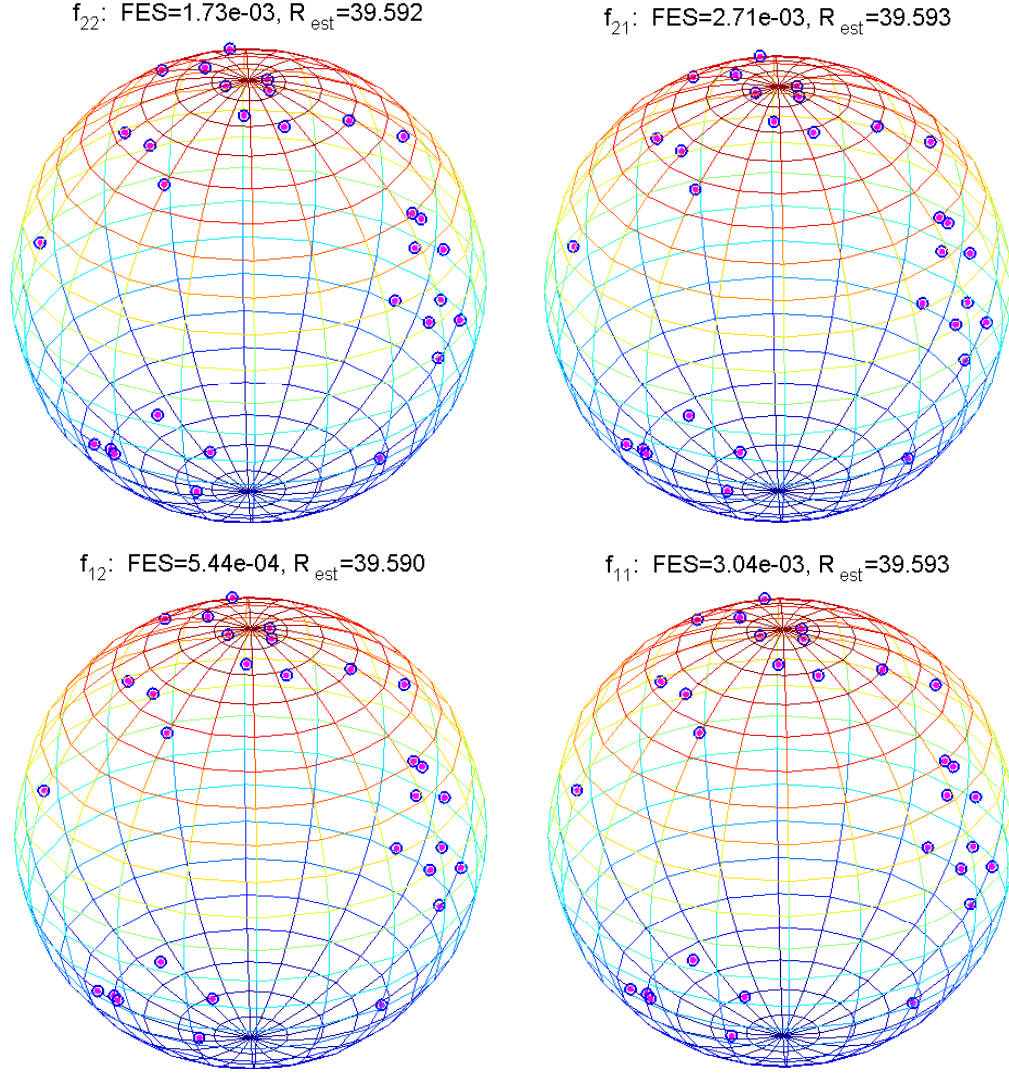 f22: FES=1.73e-03, R est=39.592
f21: FES=2.71e-03, R est=39.593
f12: FES=5.44e-04, R est=39.590
f11: FES=3.04e-03, R est=39.593